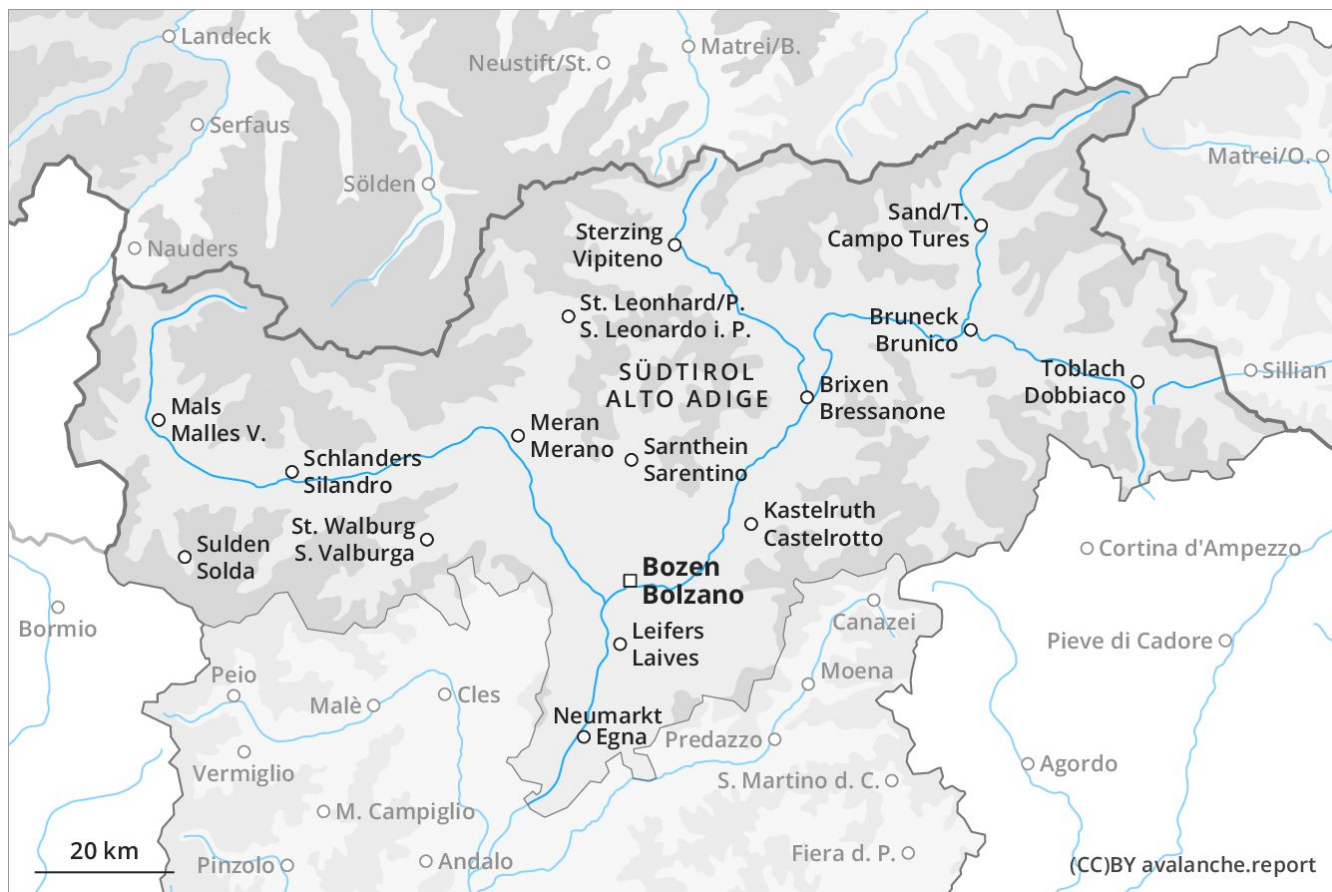 Landeck
Neustift/St.
Matrei/B.
Serfaus
Sölden
Matrei/O.
Nauders
Sterzing
Vipiteno
Sand/T.
Campo Tures
St. Leonhard/P.
S. Leonardo i. P.
Bruneck
Brunico
SÜDTIROL
ALTO ADIGE
Toblach
Dobbiaco
Sillian
Brixen
Bressanone
Mals
Malles V.
Meran
Merano
Sarnthein
Sarentino
Schlanders
Silandro
Kastelruth
Castelrotto
St. Walburg
S. Valburga
Sulden
Solda
Cortina d'Ampezzo
Bozen
Bolzano
Bormio
Canazei
Leifers
Laives
Pieve di Cadore
Peio
Moena
Malè
Cles
Neumarkt
Egna
Predazzo
Vermiglio
Agordo
S. Martino d. C.
M. Campiglio
20 km
Pinzolo
Andalo
Fiera d. P.
(CC)BY avalanche.report